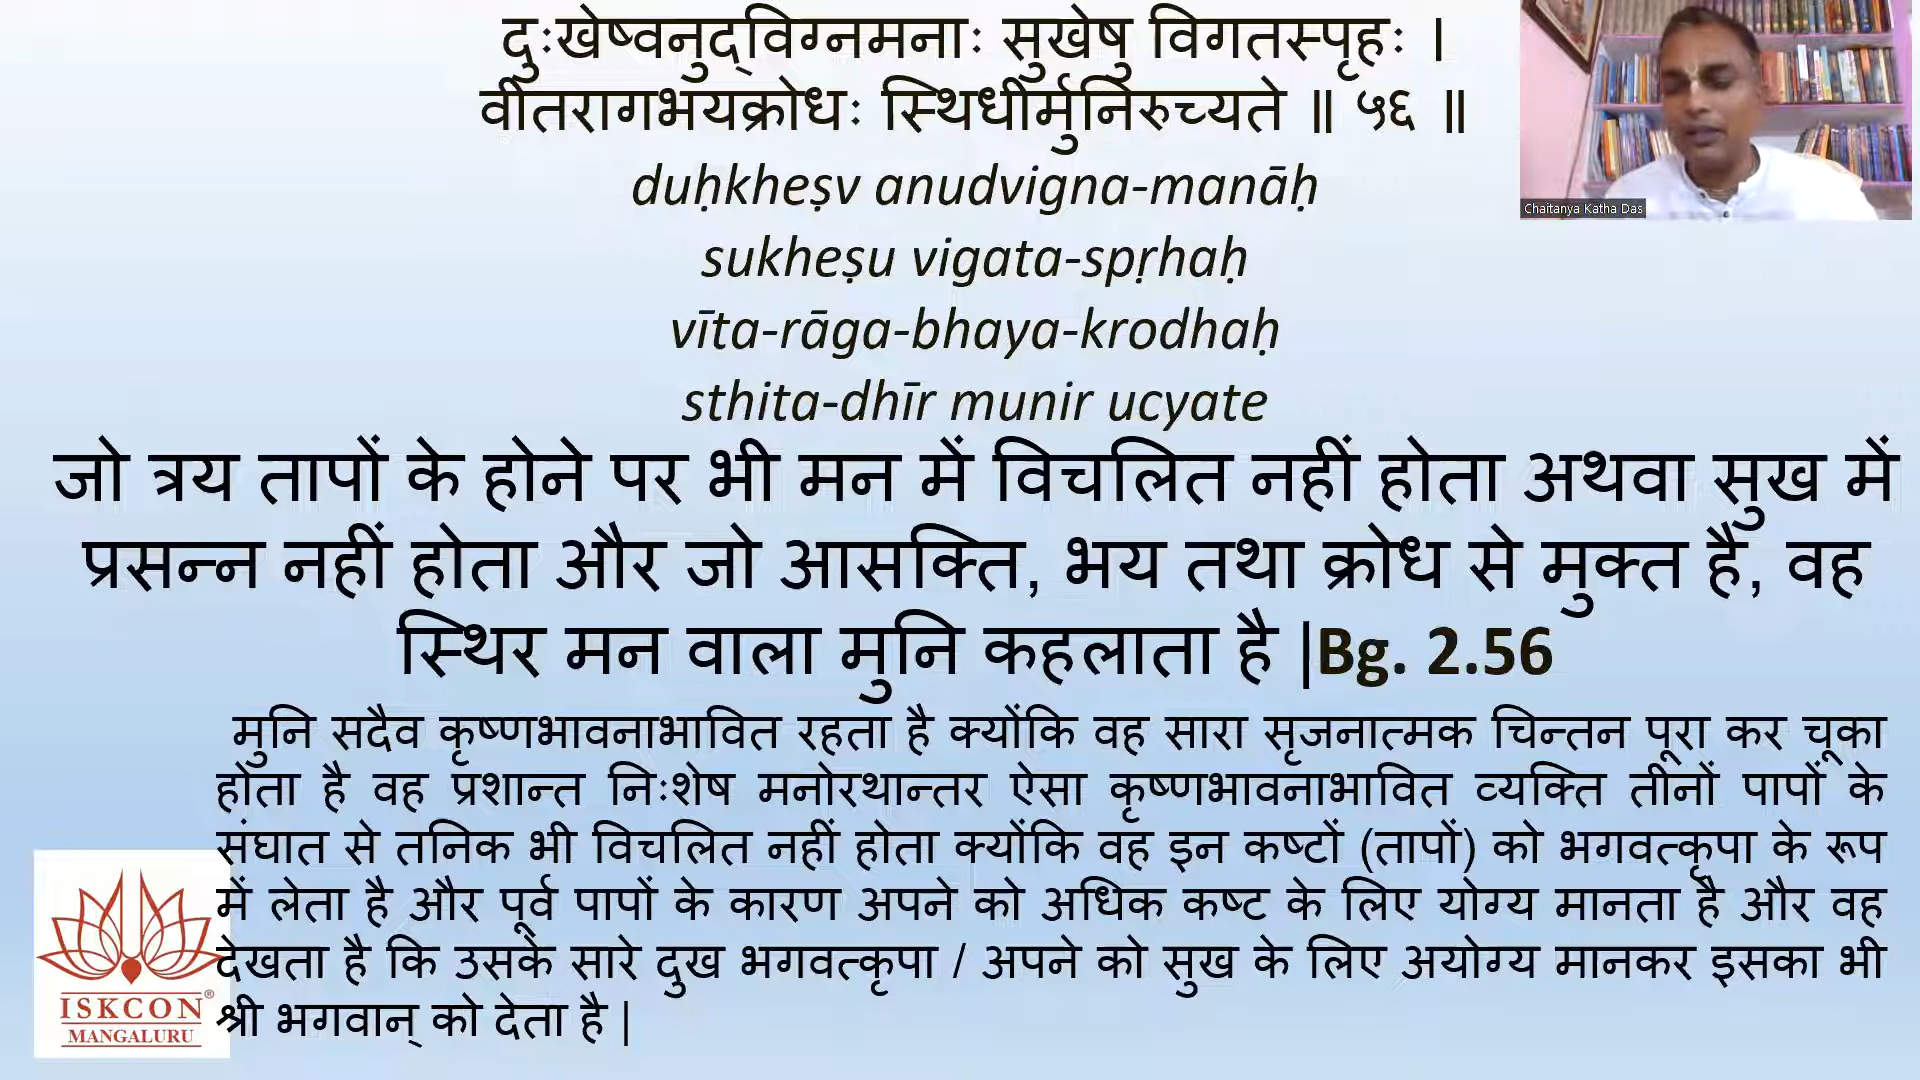 दुःखेष्वनुद्‌विग्नमनाः सुखेषु विगतस्पृहः ।
वीतरागभयक्रोधः स्थिधीर्मुनिरुच्यते ॥ ५६ ॥
duḥkheṣv anudvigna-manāḥ
sukheṣu vigata-spṛhaḥ
vīta-rāga-bhaya-krodhaḥ
sthita-dhīr munir ucyate
जो त्रय तापों के होने पर भी मन में विचलित नहीं होता अथवा सुख में
प्रसन्न नहीं होता और जो आसक्ति, भय तथा क्रोध से मुक्त है, वह
स्थिर मन वाला मुनि कहलाता है |Bg. 2.56
मुनि सदैव कृष्णभावनाभावित रहता है क्योंकि वह सारा सृजनात्मक चिन्तन पूरा कर चूका
होता है वह प्रशान्त निःशेष मनोरथान्तर ऐसा कृष्णभावनाभावित व्यक्ति तीनों पापों के
संघात से तनिक भी विचलित नहीं होता क्योंकि वह इन कष्टों (तापों) को भगवत्कृपा के रूप
में लेता है और पूर्व पापों के कारण अपने को अधिक कष्ट के लिए योग्य मानता है और वह
देखता है कि उसके सारे दुख भगवत्कृपा / अपने को सुख के लिए अयोग्य मानकर इसका भी
श्री भगवान् को देता है |
Chaitanya Katha Das
ISKCON®
MANGALURU